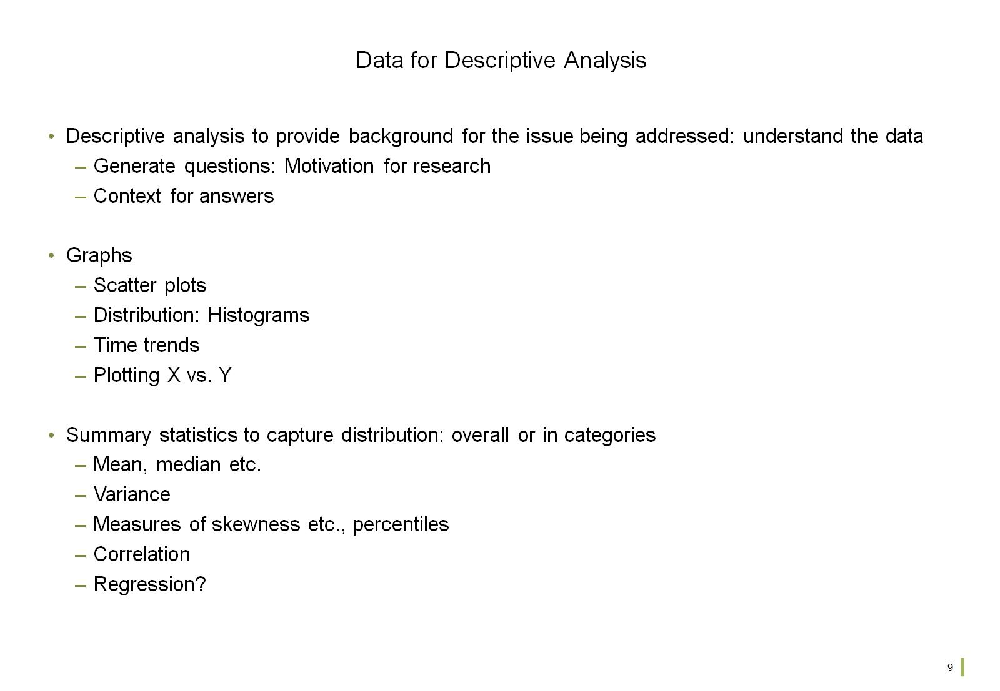 Data for Descriptive Analysis
• Descriptive analysis to provide background for the issue being addressed: understand the data
– Generate questions: Motivation for research
– Context for answers
• Graphs
– Scatter plots
– Distribution: Histograms
– Time trends
– Plotting X vs. Y
• Summary statistics to capture distribution: overall or in categories
– Mean, median etc.
– Variance
– Measures of skewness etc., percentiles
– Correlation
– Regression?
9